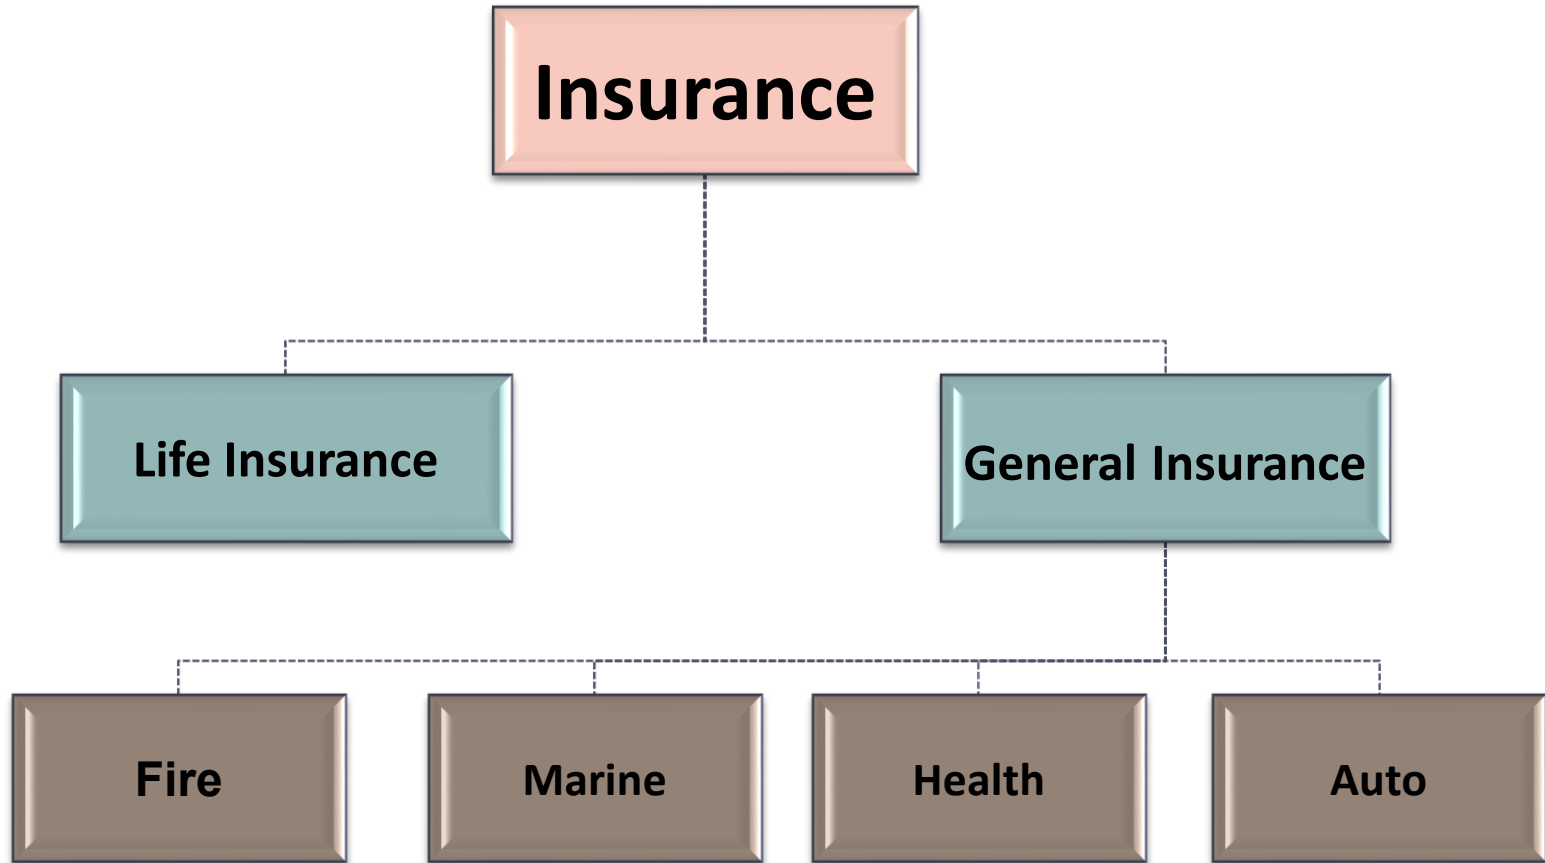 Insurance
Life Insurance
General Insurance
Fire
Marine
Health
Auto